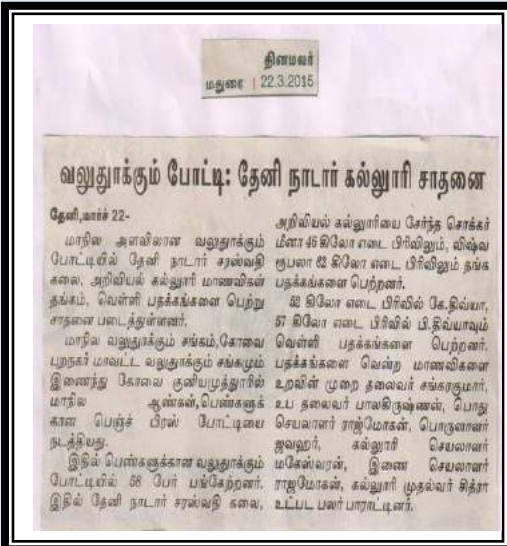 தினமலர்
மதுரை | 22.3.2015
வலுதூக்கும் போட்டி: தேனி நாடார் கல்லூரி சாதனை
தேனி,மார்ச் 22-
மாநில அளவிலான வலுதூக்கும்
போட்டியில் தேனி நாடார் சரஸ்வதி
கலை, அறிவியல் கல்லூரி மாணவிகள்
தங்கம், வெள்ளி பதக்கங்களை பெற்று
சாதனை படைத்துள்ளனர்.
மாநில வலுதூக்கும் சங்கம்,கோவை
புறநகர் மாவட்ட வலுதூக்கும் சங்கமும்
இணைந்து கோவை குனியமுத்தூரில்
மாநில ஆண்கள்,பெண்களுக்
கான பெஞ்ச் பிரஸ் போட்டியை
நடத்தியது.
இதில் பெண்களுக்கான வலுதூக்கும்
போட்டியில் 58 பேர் பங்கேற்றனர்.
இதில் தேனி நாடார் சரஸ்வதி கலை,
அறிவியல் கல்லூரியை சேர்ந்த சொக்கர்
மீனா 46 கிலோ எடை பிரிவிலும், விஷ்வ
ரூபலா 82 கிலோ எடை பிரிவிலும் தங்க
பதக்கங்களை பெற்றனர்.
52 கிலோ எடை பிரிவில் கே.திவ்யா,
57 கிலோ எடை பிரிவில் பி.திவ்யாவும்
வெள்ளி பதக்கங்களை பெற்றனர்.
பதக்கங்களை வென்ற மாணவிகளை
உறவின் முறை தலைவர் சங்கரகுமார்,
உப தலைவர் பாலகிருஷ்ணன், பொது
செயலாளர் ராஜ்மோகன், பொருளாளர்
ஜவஹர், கல்லூரி செயலாளர்
மகேஸ்வரன், இணை செயலாளர்
ராஜமோகன், கல்லூரி முதல்வர் சித்ரா
உட்பட பலர் பாராட்டினர்.